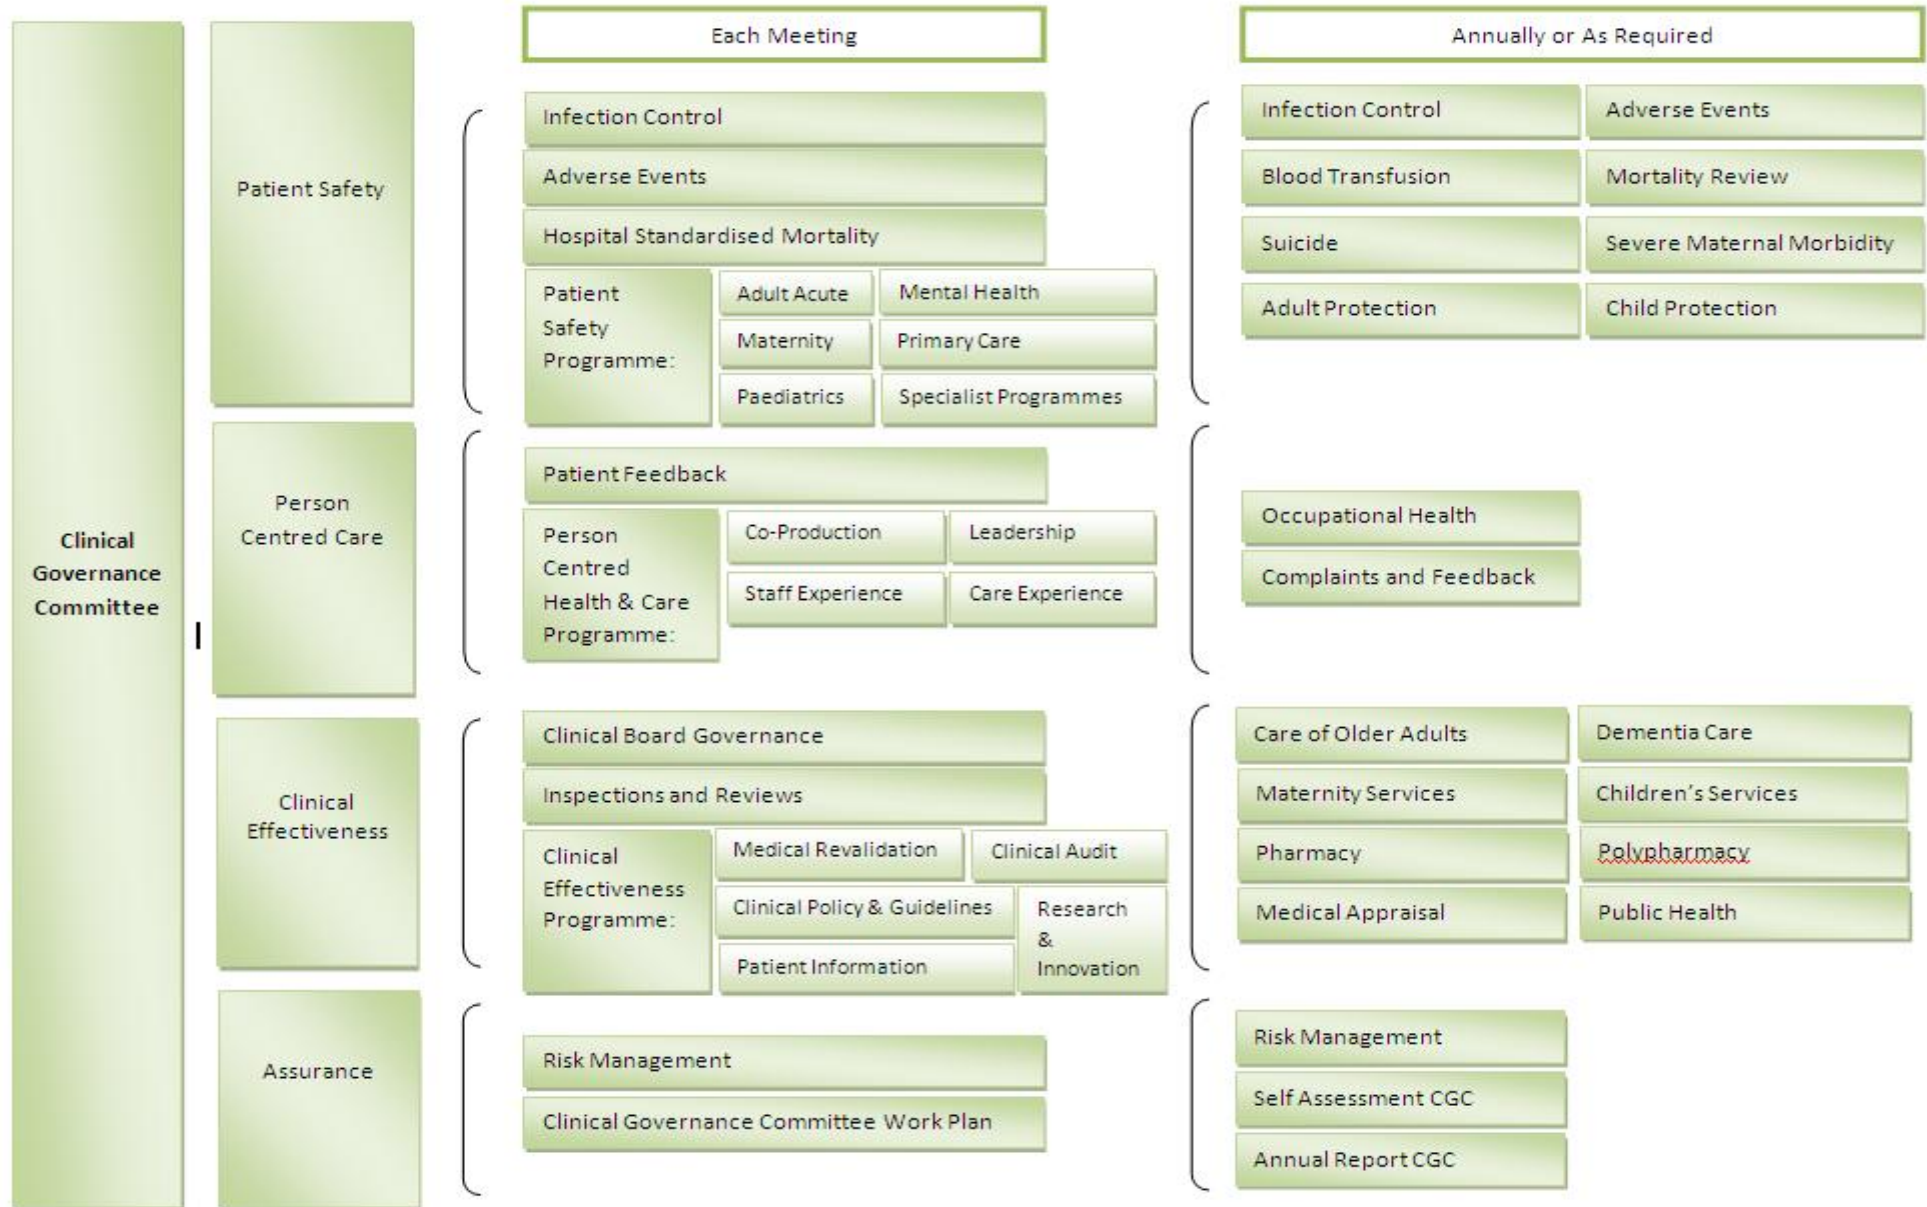 Each Meeting
Annually or As Required
Clinical
Governance
Committee
Patient Safety
Infection Control
Adverse Events
Hospital Standardised Mortality
Patient
Safety
Programme:
Adult Acute
Mental Health
Maternity
Primary Care
Paediatrics
Specialist Programmes
Infection Control
Adverse Events
Blood Transfusion
Mortality Review
Suicide
Severe Maternal Morbidity
Adult Protection
Child Protection
Person
Centred Care
Patient Feedback
Person
Centred
Health & Care
Programme:
Co-Production
Leadership
Staff Experience
Care Experience
Occupational Health
Complaints and Feedback
Clinical
Effectiveness
Clinical Board Governance
Inspections and Reviews
Clinical
Effectiveness
Programme:
Medical Revalidation
Clinical Audit
Clinical Policy & Guidelines
Research
&
Innovation
Patient Information
Care of Older Adults
Dementia Care
Maternity Services
Children's Services
Pharmacy
Polypharmacy
Medical Appraisal
Public Health
Assurance
Risk Management
Clinical Governance Committee Work Plan
Risk Management
Self Assessment CGC
Annual Report CGC